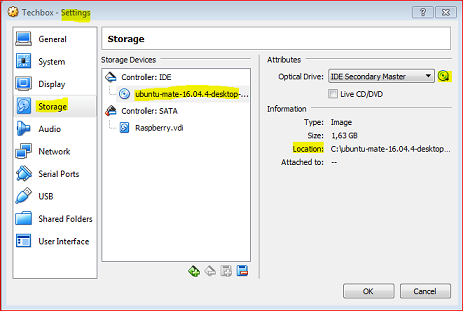 Techbox - Settings
General
System
Display
Storage
Audio
Network
Serial Ports
USB
Shared Folders
User Interface
Storage
Storage Devices
Controller: IDE
ubuntu-mate-16.04.4-desktop-...
Controller: SATA
Raspberry.vdi
Attributes
Optical Drive: IDE Secondary Master
Live CD/DVD
Information
Type: Image
Size: 1,63 GB
Location: C:\ubuntu-mate-16.04.4-desktop...
Attached to: --
OK Cancel